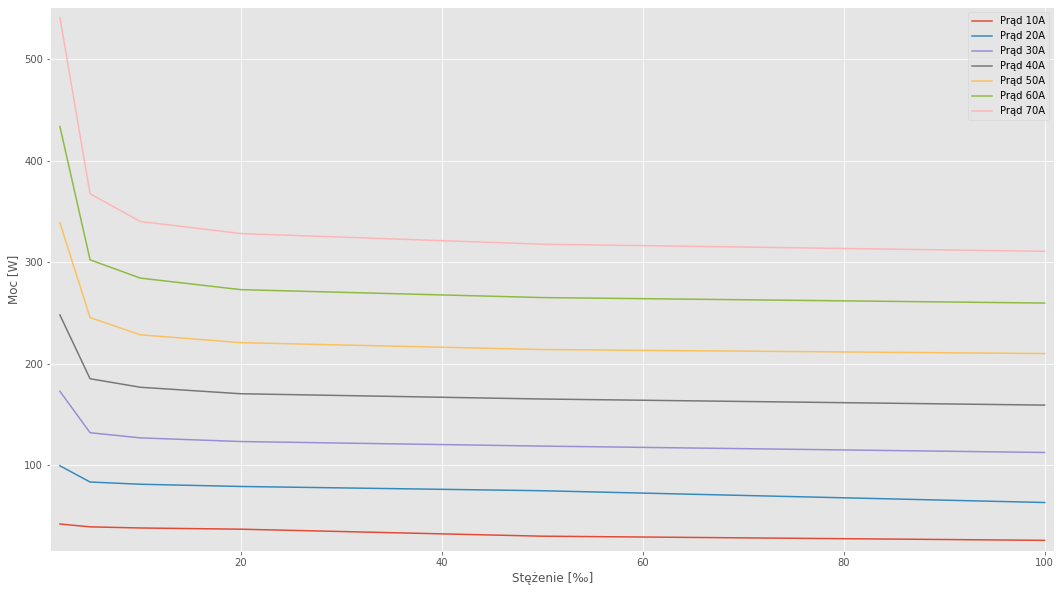 Prąd 10A
Prąd 20A
Prąd 30A
Prąd 40A
Prąd 50A
Prąd 60A
Prąd 70A
500
400
300
200
100
Moc [W]
20
40
60
80
100
Stężenie [‰]